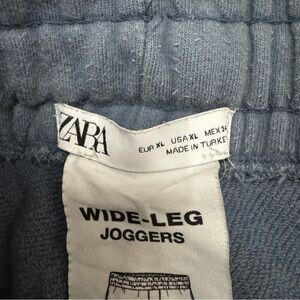 ZARA
EUR XL USA XL MEX 34
MADE IN TURKEY
WIDE-LEG
JOGGERS